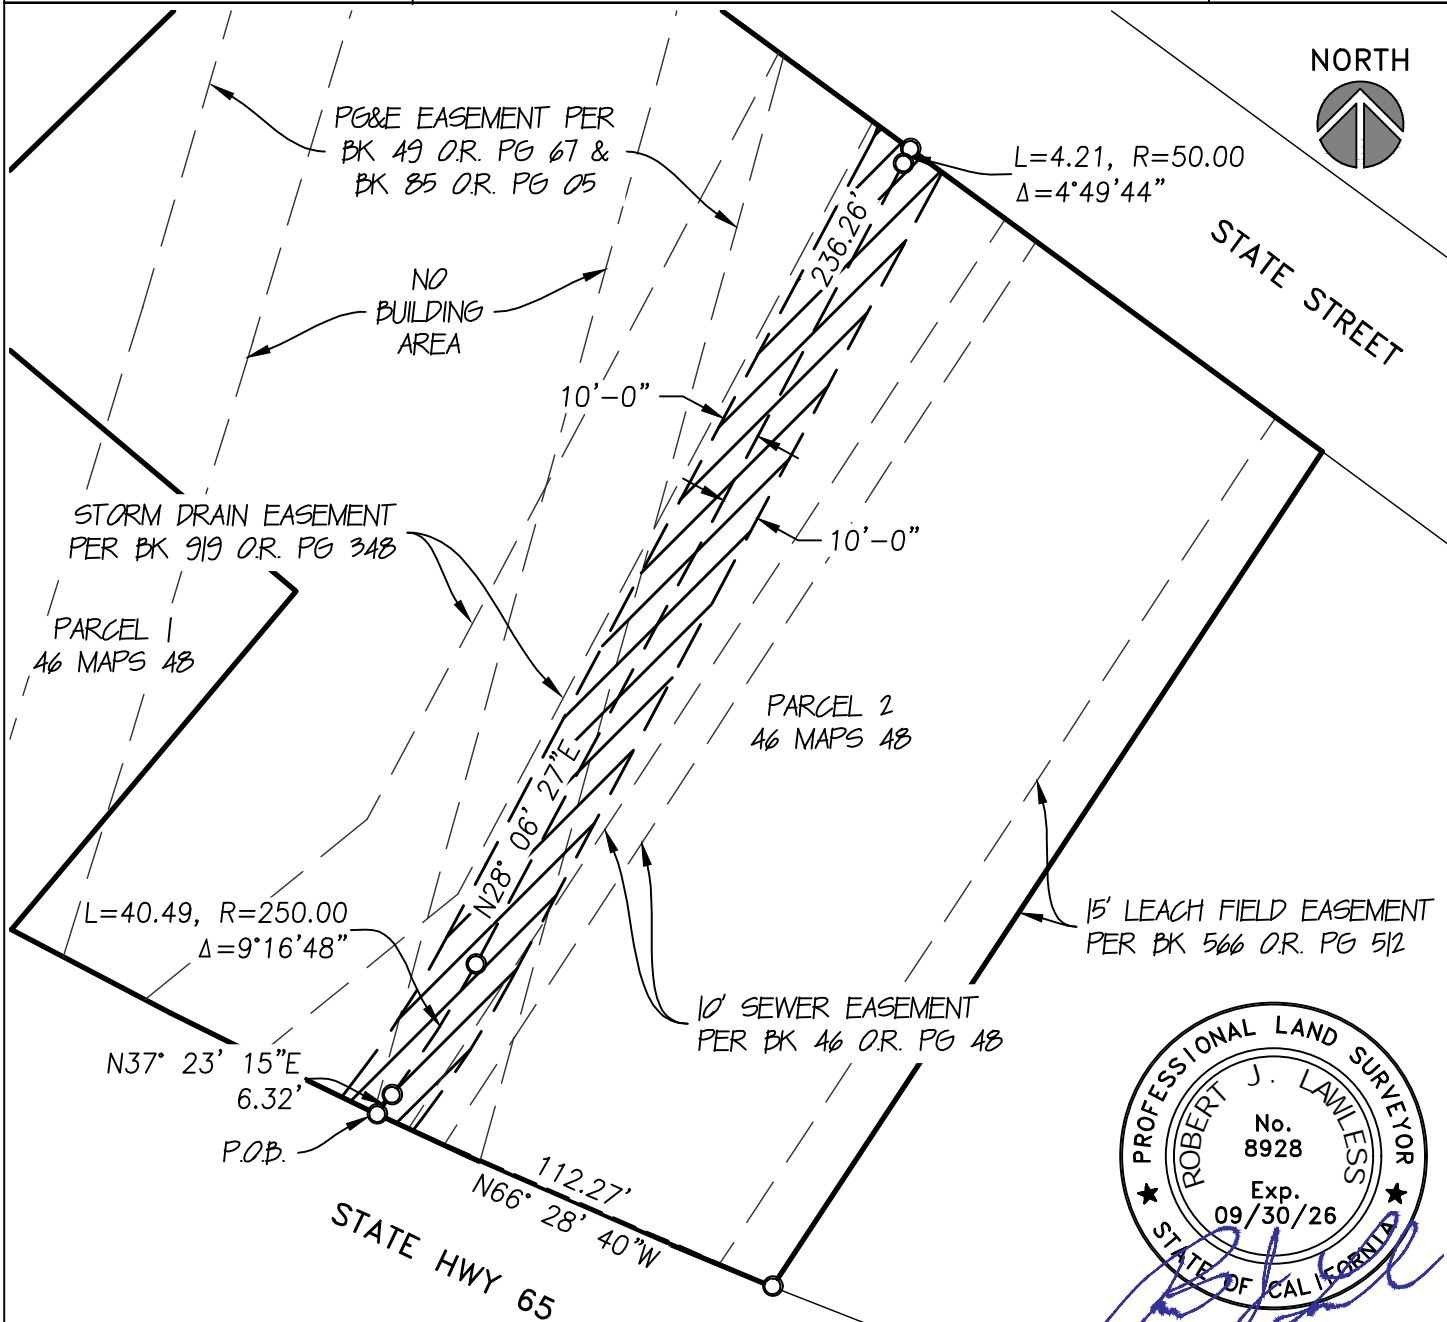 NORTH
PG&E EASEMENT PER
BK 49 O.R. PG 67 &
BK 85 O.R. PG 05
L=4.21, R=50.00
Δ=4°49'44"
STATE STREET
236.26'
NO
BUILDING
AREA
10'-0"
STORM DRAIN EASEMENT
PER BK 919 O.R. PG 348
10'-0"
PARCEL 1
46 MAPS 48
PARCEL 2
46 MAPS 48
N28° 06' 27"E
L=40.49, R=250.00
Δ=9°16'48"
15' LEACH FIELD EASEMENT
PER BK 566 O.R. PG 512
10' SEWER EASEMENT
PER BK 46 O.R. PG 48
N37° 23' 15"E
6.32'
P.O.B.
112.27'
N66° 28' 40"W
STATE HWY 65
PROFESSIONAL LAND SURVEYOR
ROBERT J. LAWLESS
No.
8928
Exp.
09/30/26
STATE OF CALIFORNIA